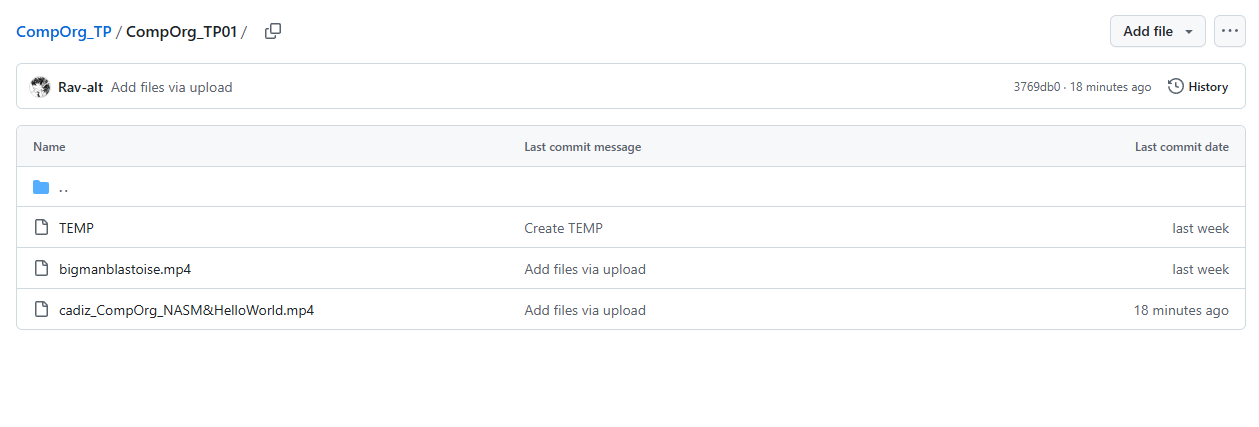 CompOrg_TP / CompOrg_TP01 /
Add file
Rav-alt Add files via upload
3769db0 · 18 minutes ago
History
Name Last commit message Last commit date
..
TEMP Create TEMP last week
bigmanblastoise.mp4 Add files via upload last week
cadiz_CompOrg_NASM&HelloWorld.mp4 Add files via upload 18 minutes ago